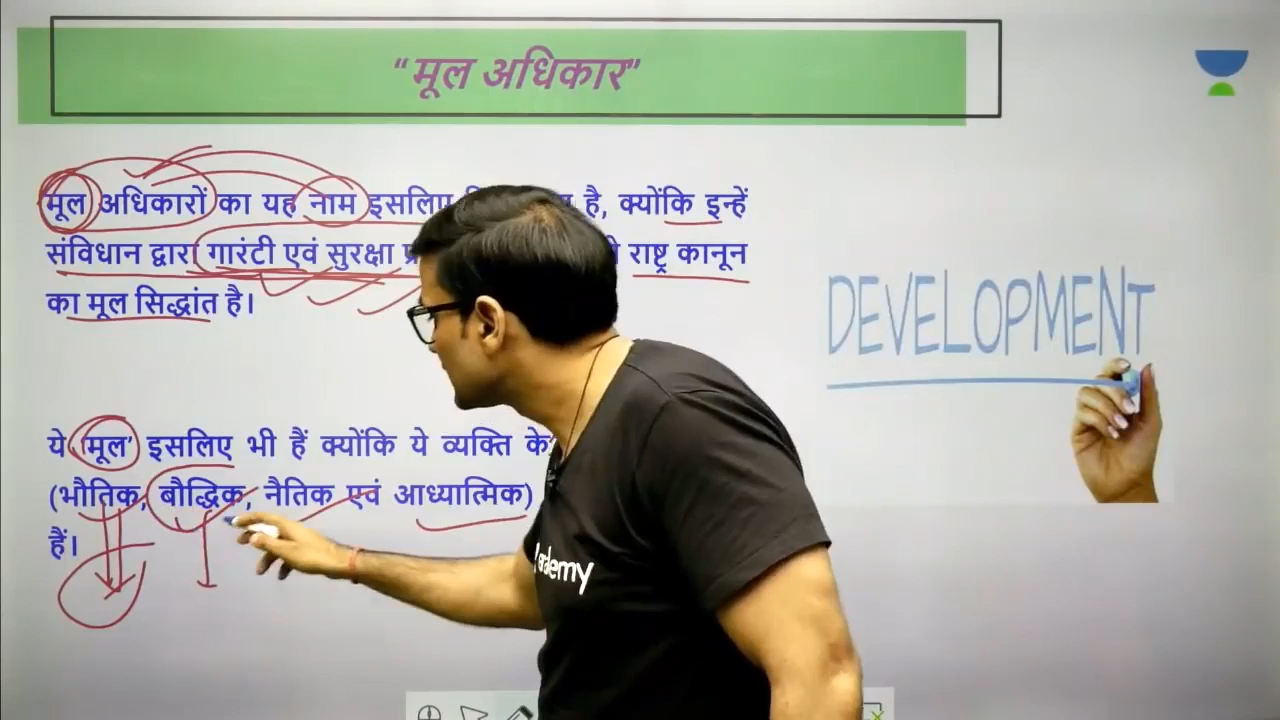 “मूल अधिकार”
मूल अधिकारों का यह नाम इसलिए है, क्योंकि इन्हें
संविधान द्वारा गारंटी एवं सुरक्षा राष्ट्र कानून
का मूल सिद्धांत है।
DEVELOPMENT
ये 'मूल' इसलिए भी हैं क्योंकि ये व्यक्ति के
(भौतिक, बौद्धिक, नैतिक एवं आध्यात्मिक)
हैं।